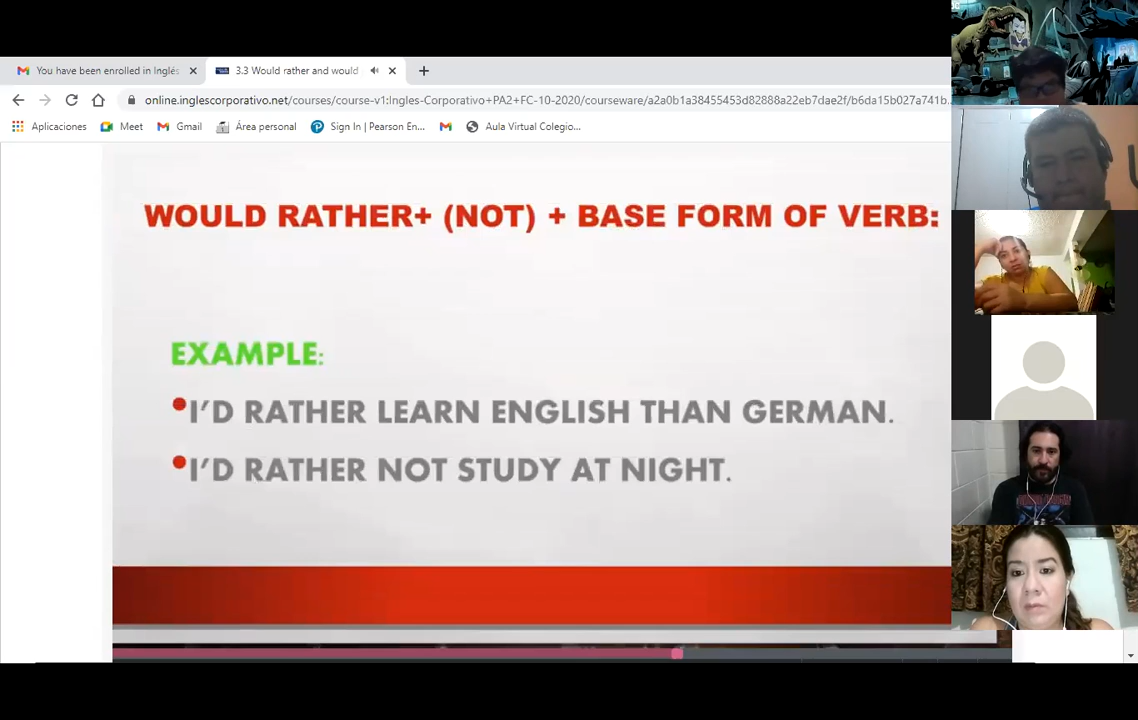 You have been enrolled in Inglés
3.3 Would rather and would
online.inglescorporativo.net/courses/course-v1:Ingles-Corporativo+PA2+FC-10-2020/courseware/a2a0b1a38455453d82888a22eb7dae2f/b6da15b027a741b...
Aplicaciones
Meet
Gmail
Área personal
Sign In | Pearson En...
Aula Virtual Colegio...
WOULD RATHER+ (NOT) + BASE FORM OF VERB:
EXAMPLE:
•I'D RATHER LEARN ENGLISH THAN GERMAN.
•I'D RATHER NOT STUDY AT NIGHT.